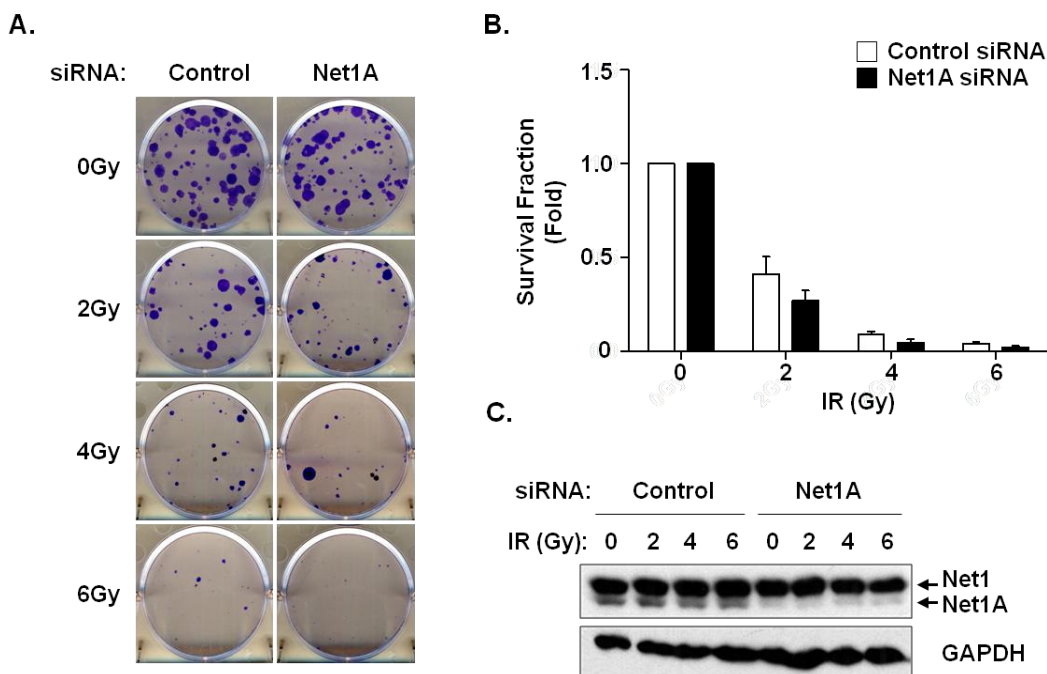 A.
siRNA: Control Net1A
0Gy
2Gy
4Gy
6Gy
B.
Control siRNA
Net1A siRNA
Survival Fraction
(Fold)
1.5
1.0
0.5
0
0 2 4 6
IR (Gy)
C.
siRNA: Control Net1A
IR (Gy): 0 2 4 6 0 2 4 6
Net1
Net1A
GAPDH